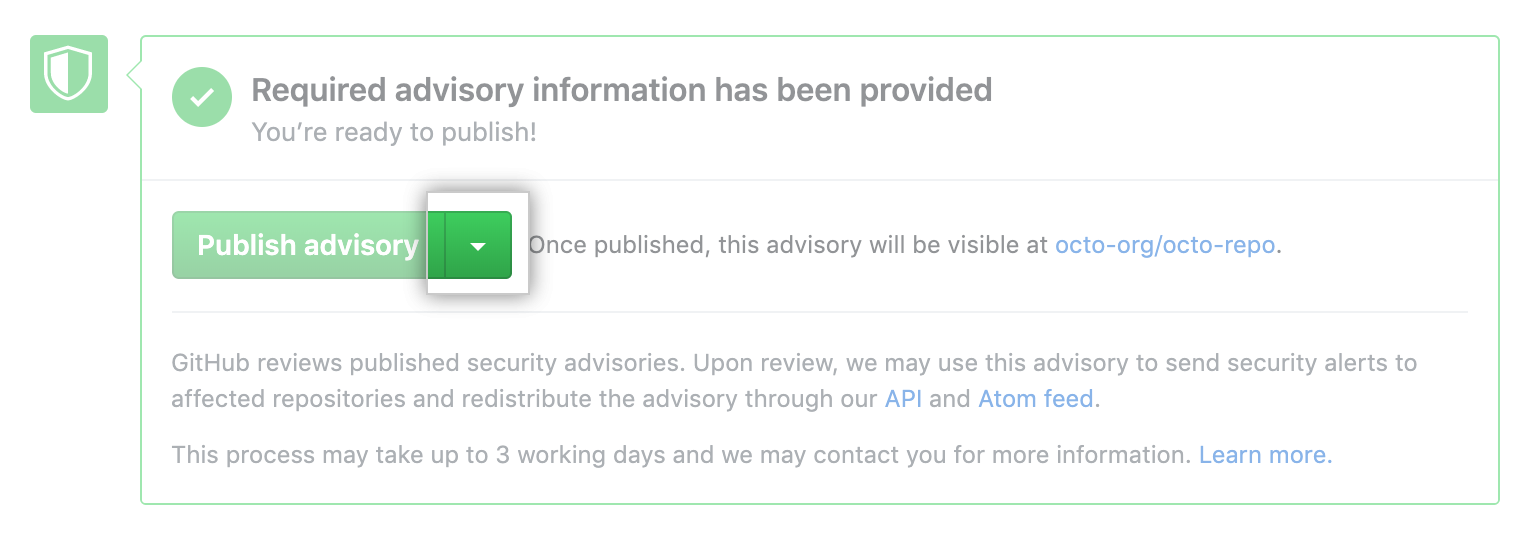 Required advisory information has been provided
You’re ready to publish!
Publish advisory
Once published, this advisory will be visible at octo-org/octo-repo.
GitHub reviews published security advisories. Upon review, we may use this advisory to send security alerts to
affected repositories and redistribute the advisory through our API and Atom feed.
This process may take up to 3 working days and we may contact you for more information. Learn more.